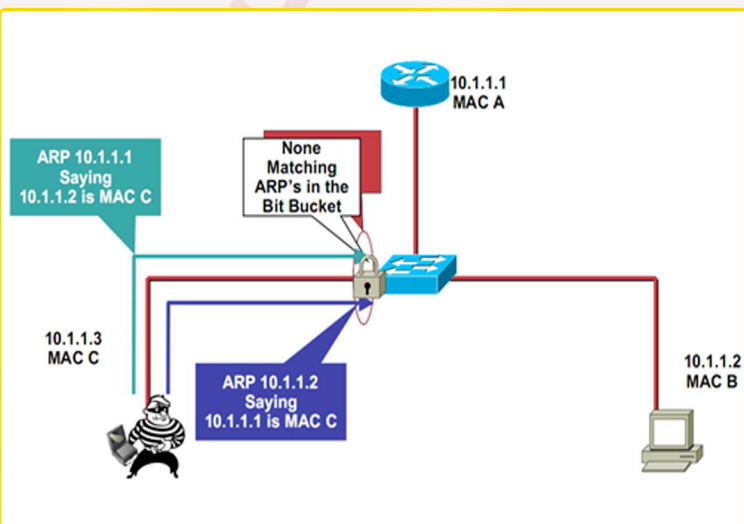 10.1.1.1
MAC A
None
Matching
ARP's in the
Bit Bucket
ARP 10.1.1.1
Saying
10.1.1.2 is MAC C
10.1.1.3
MAC C
ARP 10.1.1.2
Saying
10.1.1.1 is MAC C
10.1.1.2
MAC B